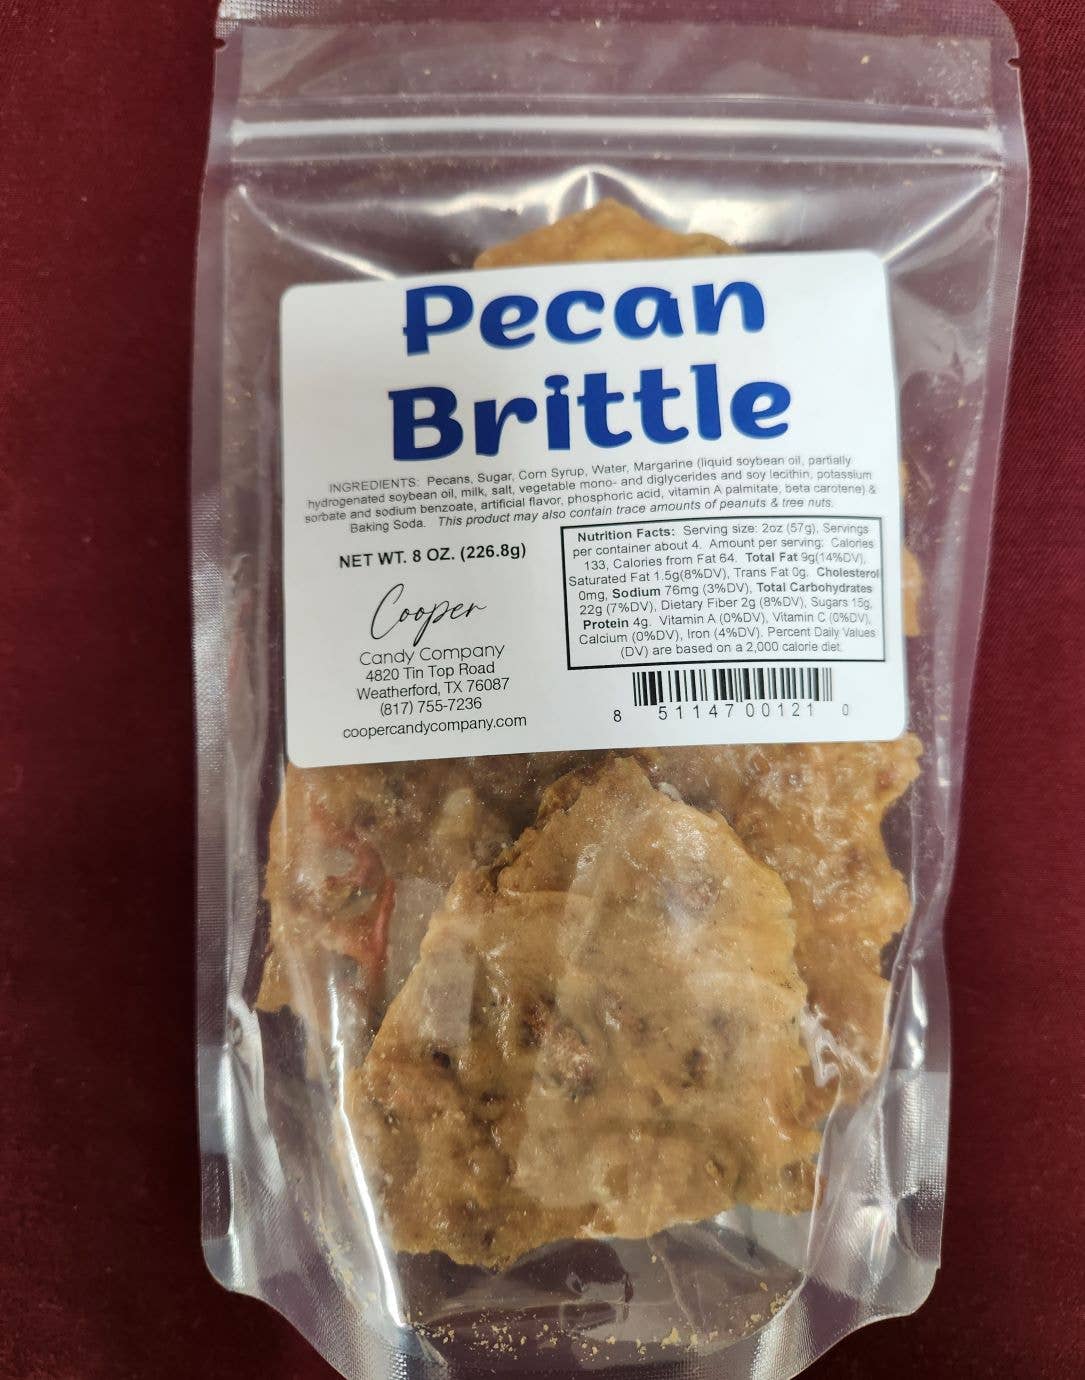 Pecan
Brittle
INGREDIENTS: Pecans, Sugar, Corn Syrup, Water, Margarine (liquid soybean oil, partially
hydrogenated soybean oil, milk, salt, vegetable mono- and diglycerides and soy lecithin, potassium
sorbate and sodium benzoate, artificial flavor, phosphoric acid, vitamin A palmitate, beta carotene) &
Baking Soda. This product may also contain trace amounts of peanuts & tree nuts.
NET WT. 8 OZ. (226.8g)
Cooper
Candy Company
4820 Tin Top Road
Weatherford, TX 76087
(817) 755-7236
coopercandycompany.com
Nutrition Facts: Serving size: 2oz (57g), Servings
per container about 4. Amount per serving: Calories
133, Calories from Fat 64. Total Fat 9g(14%DV),
Saturated Fat 1.5g(8%DV), Trans Fat 0g. Cholesterol
0mg, Sodium 76mg (3%DV), Total Carbohydrates
22g (7%DV), Dietary Fiber 2g (8%DV), Sugars 15g,
Protein 4g. Vitamin A (0%DV), Vitamin C (0%DV),
Calcium (0%DV), Iron (4%DV). Percent Daily Values
(DV) are based on a 2,000 calorie diet.
8 51147 00121 0